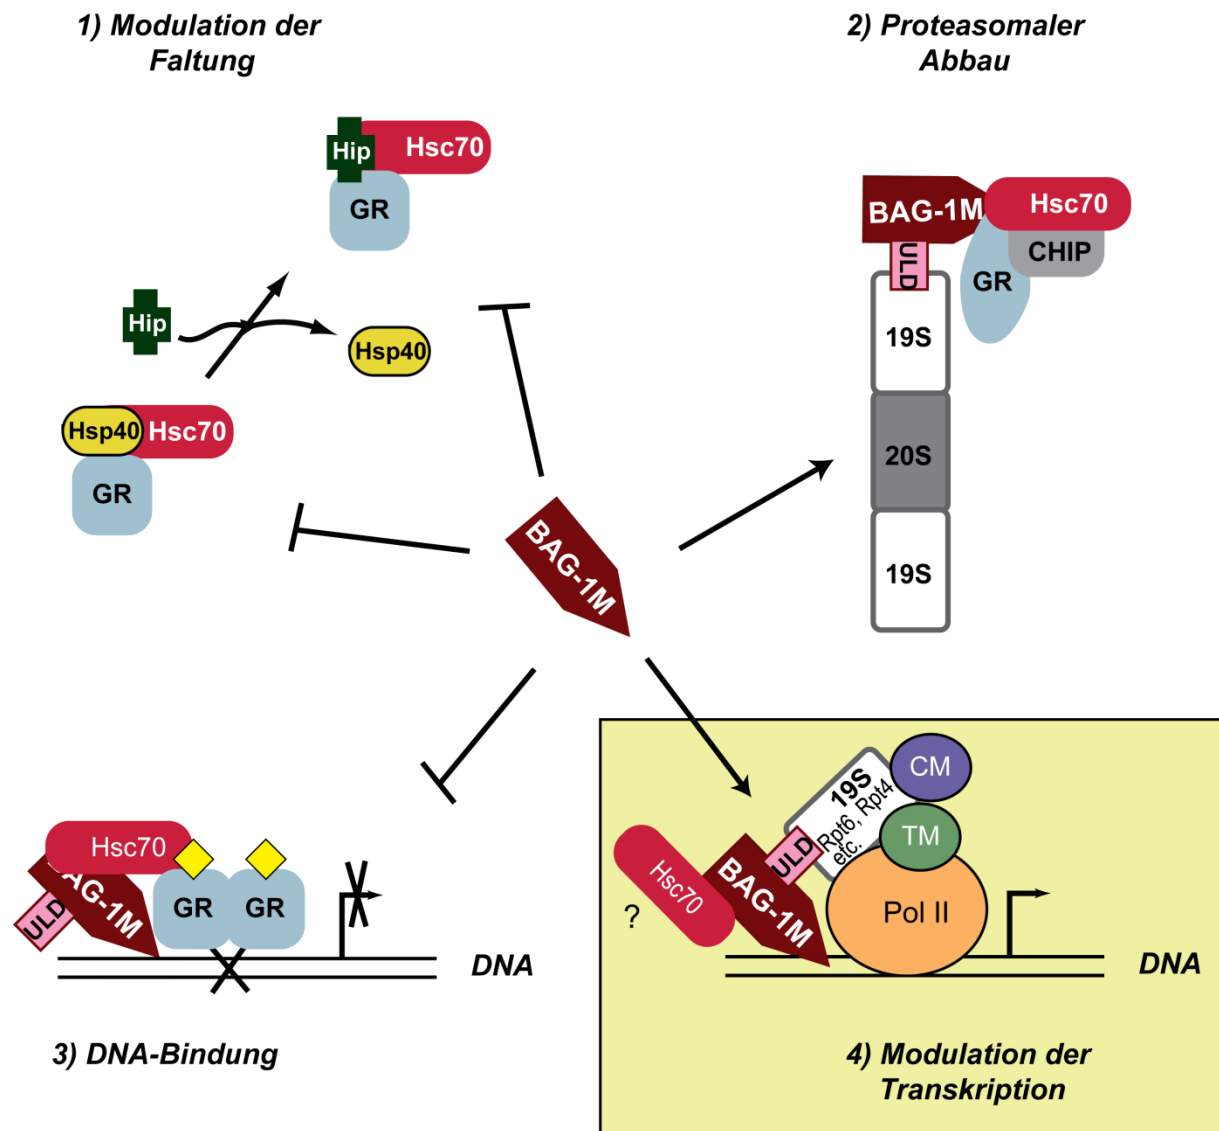 1) Modulation der
Faltung
Hip
Hsc70
GR
Hip
Hsp40
Hsp40
Hsc70
GR
2) Proteasomaler
Abbau
BAG-1M
Hsc70
ULD
CHIP
GR
19S
20S
19S
BAG-1M
Hsc70
AG-1M
ULD
GR
GR
DNA
3) DNA-Bindung
CM
19S
Rpt6, Rpt4
etc.
TM
ULD
Hsc70
BAG-1M
Pol II
?
DNA
4) Modulation der
Transkription